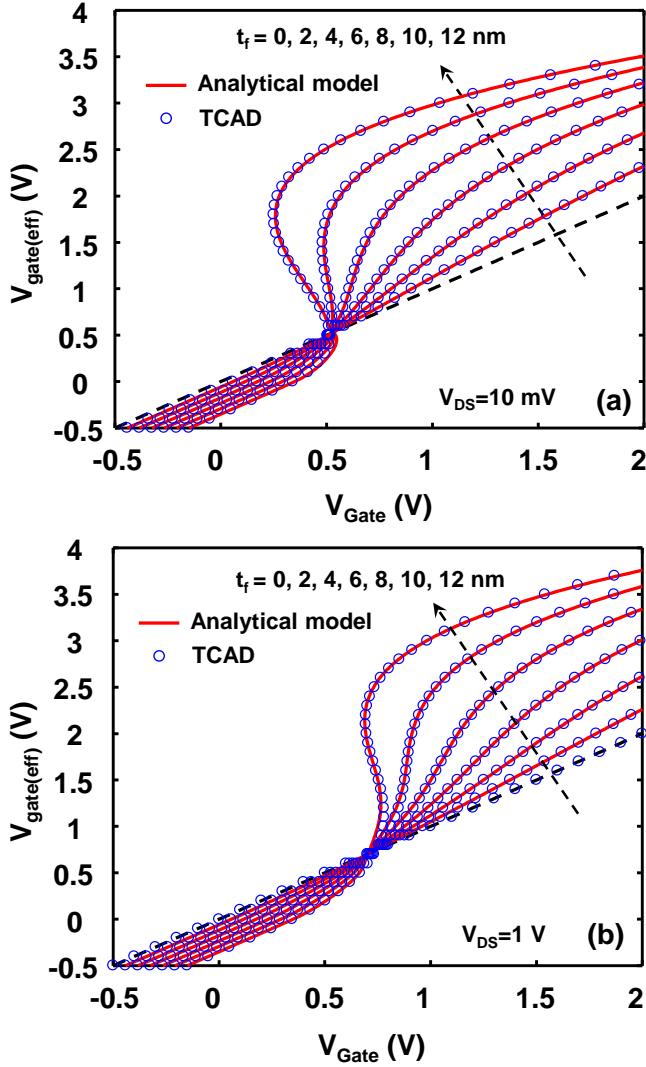 4
3.5
3
2.5
2
1.5
1
0.5
0
-0.5
V_gate(eff) (V)
t_f = 0, 2, 4, 6, 8, 10, 12 nm
Analytical model
TCAD
V_DS=10 mV
(a)
-0.5 0 0.5 1 1.5 2
V_Gate (V)
4
3.5
3
2.5
2
1.5
1
0.5
0
-0.5
V_gate(eff) (V)
t_f = 0, 2, 4, 6, 8, 10, 12 nm
Analytical model
TCAD
V_DS=1 V
(b)
-0.5 0 0.5 1 1.5 2
V_Gate (V)